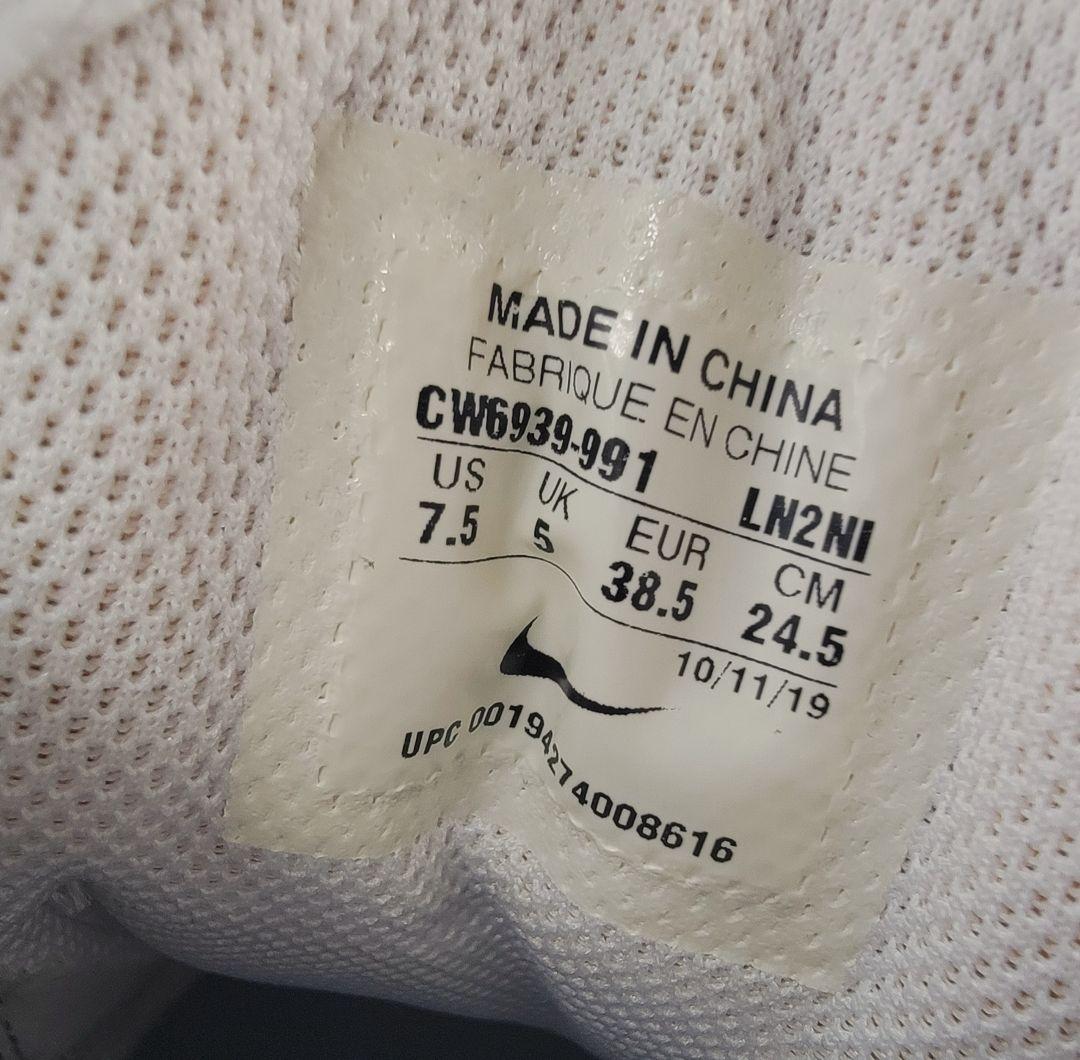 MADE IN CHINA
FABRIQUE EN CHINE
CW6939-991 LN2NI
US UK EUR CM
7.5 5 38.5 24.5
10/11/19
UPC 00194274008616